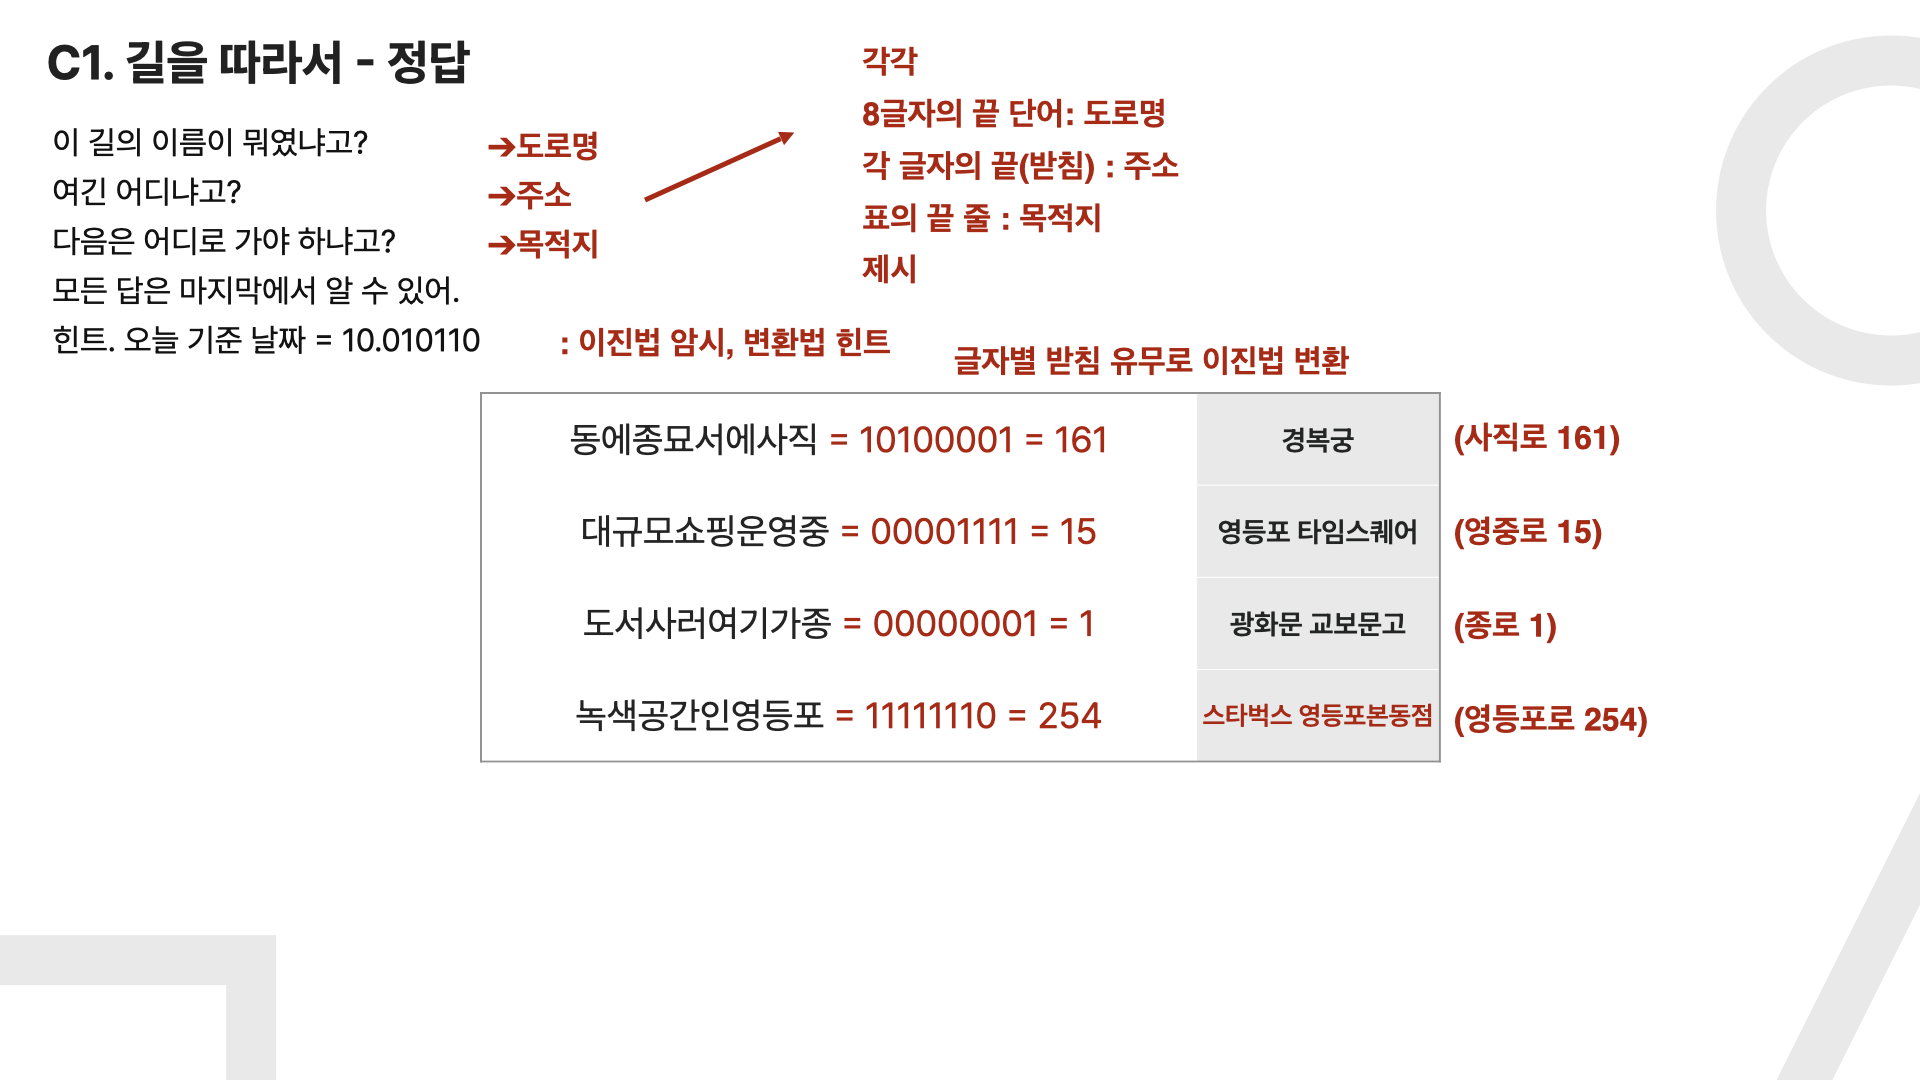 C1. 길을 따라서 - 정답
이 길의 이름이 뭐였냐고?
여긴 어디냐고?
다음은 어디로 가야 하냐고?
모든 답은 마지막에서 알 수 있어.
힌트. 오늘 기준 날짜 = 10.010110
➔도로명
➔주소
➔목적지
각각
8글자의 끝 단어: 도로명
각 글자의 끝(받침) : 주소
표의 끝 줄 : 목적지
제시
: 이진법 암시, 변환법 힌트
글자별 받침 유무로 이진법 변환
동에종묘서에사직 = 10100001 = 161 경복궁 (사직로 161)
대규모쇼핑운영중 = 00001111 = 15 영등포 타임스퀘어 (영중로 15)
도서사러여기가종 = 00000001 = 1 광화문 교보문고 (종로 1)
녹색공간인영등포 = 11111110 = 254 스타벅스 영등포본동점 (영등포로 254)